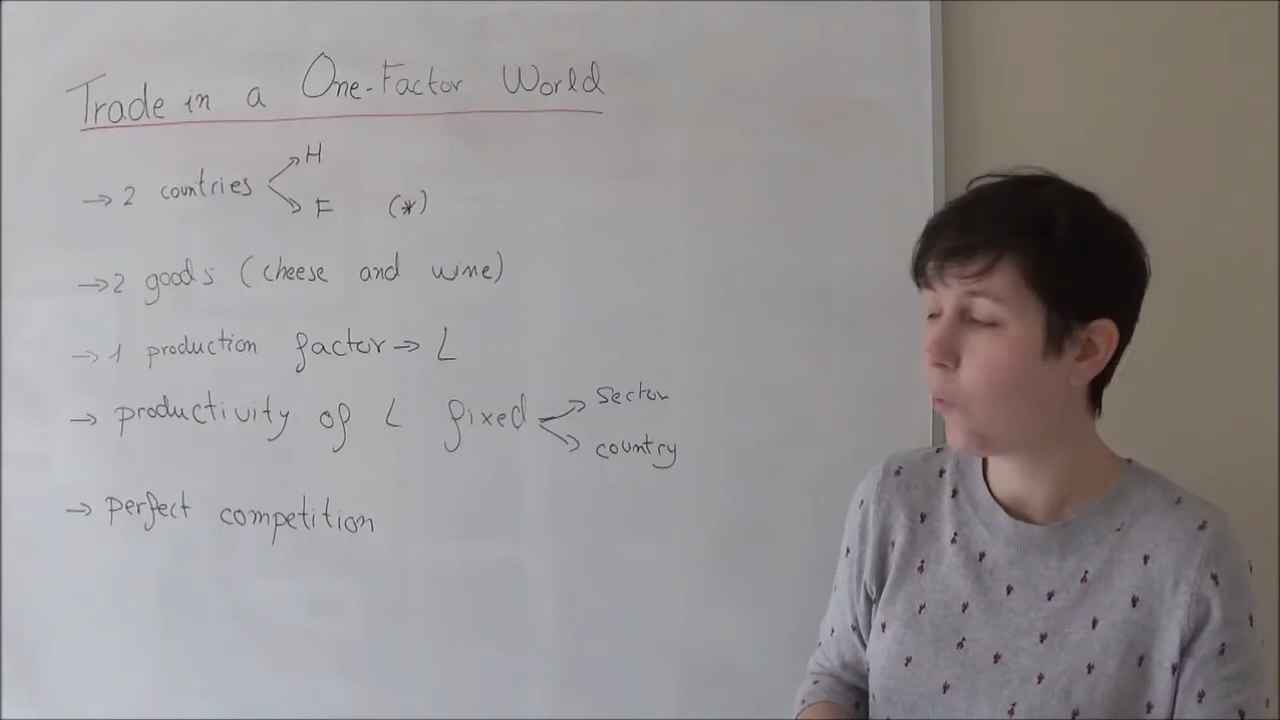 Trade in a One-Factor World
→ 2 countries
H
F (*)
→ 2 goods (cheese and wine)
→ 1 production factor → L
→ productivity of L fixed
sector
country
→ perfect competition